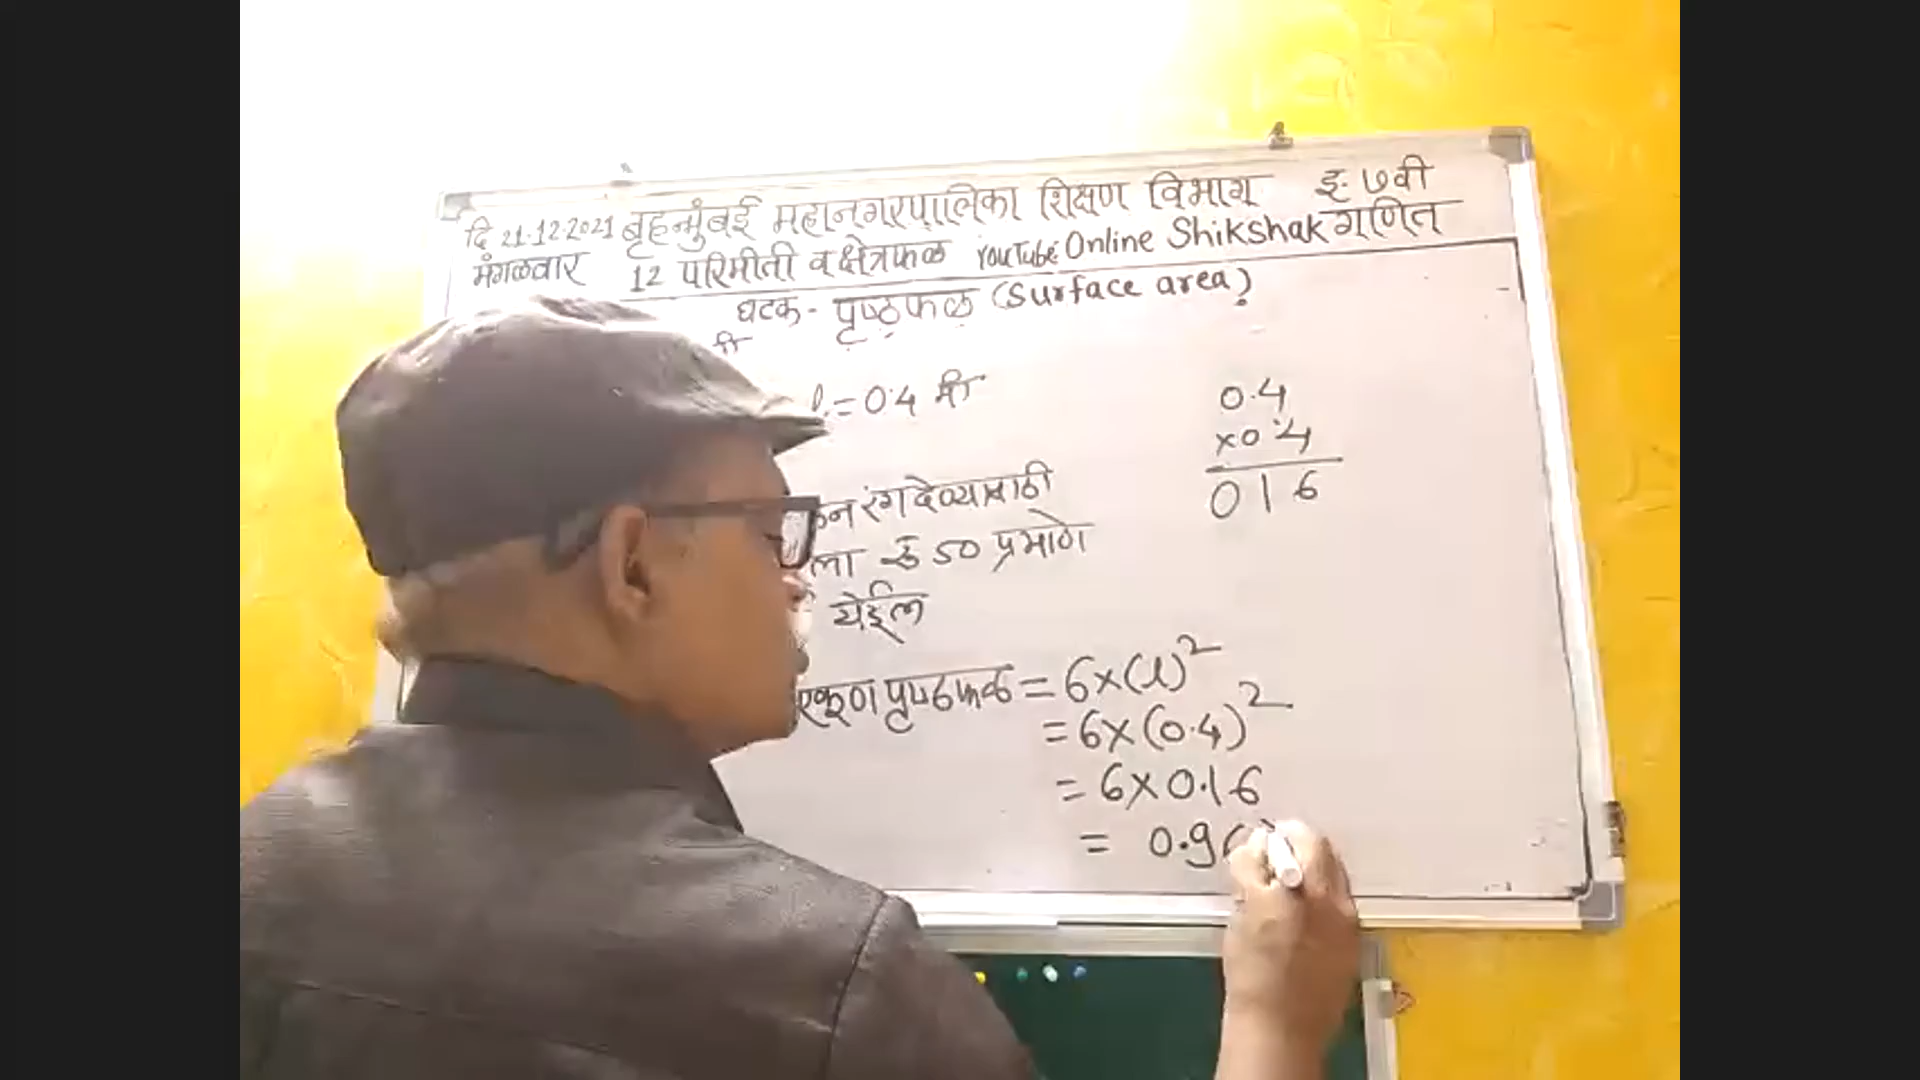 बृहन्मुंबई महानगरपालिका शिक्षण विभाग इ. ७वी
दि 21.12.2021
मंगळवार 12 परिमीती व क्षेत्रफळ YouTube: Online Shikshak गणित
घटक - पृष्ठफळ (Surface area)
मी
l = 0.4 मी
0.4
×0.4
016
रंग देण्यासाठी
ला रु 50 प्रमाणे
येईल
एकूण पृष्ठफळ = 6×(l)²
= 6×(0.4)²
= 6×0.16
= 0.9